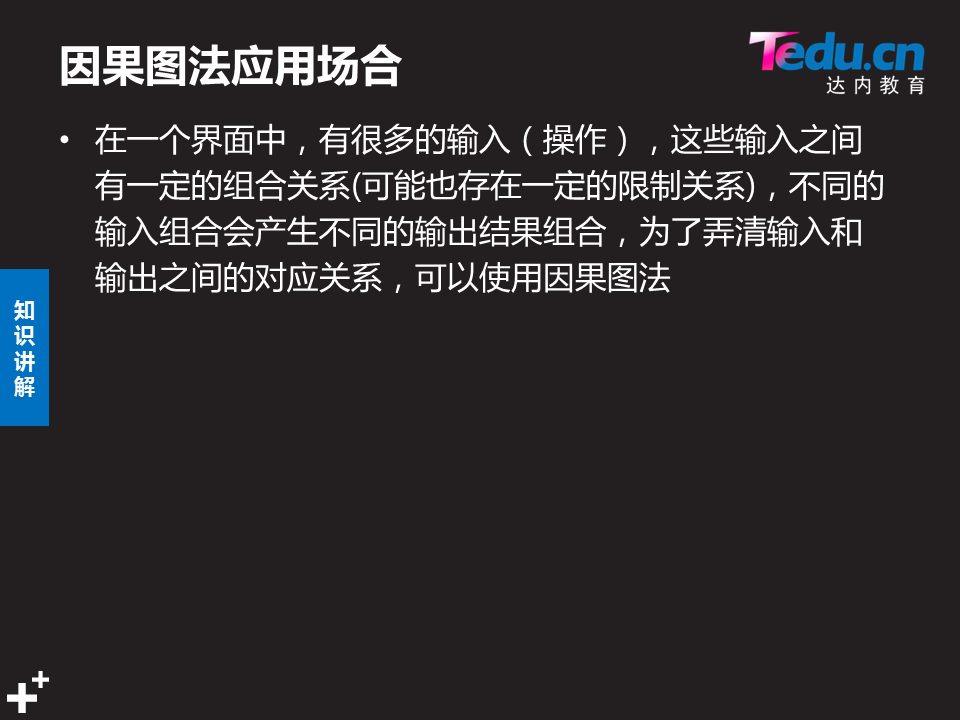 因果图法应用场合
Tedu.cn
达内教育
• 在一个界面中，有很多的输入（操作），这些输入之间
有一定的组合关系(可能也存在一定的限制关系)，不同的
输入组合会产生不同的输出结果组合，为了弄清输入和
输出之间的对应关系，可以使用因果图法
知
识
讲
解